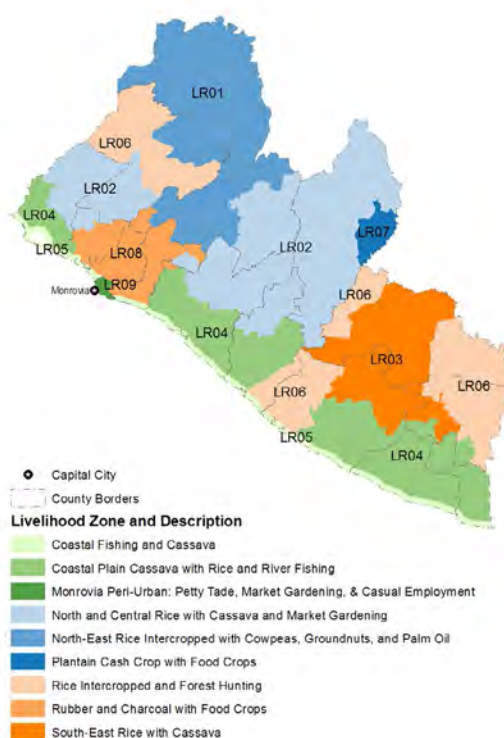 LR01
LR06
LR02
LR04
LR05
LR08
LR02
LR07
Monrovia
LR09
LR06
LR04
LR03
LR06
LR06
LR05
LR04
Capital City
County Borders
Livelihood Zone and Description
Coastal Fishing and Cassava
Coastal Plain Cassava with Rice and River Fishing
Monrovia Peri-Urban: Petty Tade, Market Gardening, & Casual Employment
North and Central Rice with Cassava and Market Gardening
North-East Rice Intercropped with Cowpeas, Groundnuts, and Palm Oil
Plantain Cash Crop with Food Crops
Rice Intercropped and Forest Hunting
Rubber and Charcoal with Food Crops
South-East Rice with Cassava